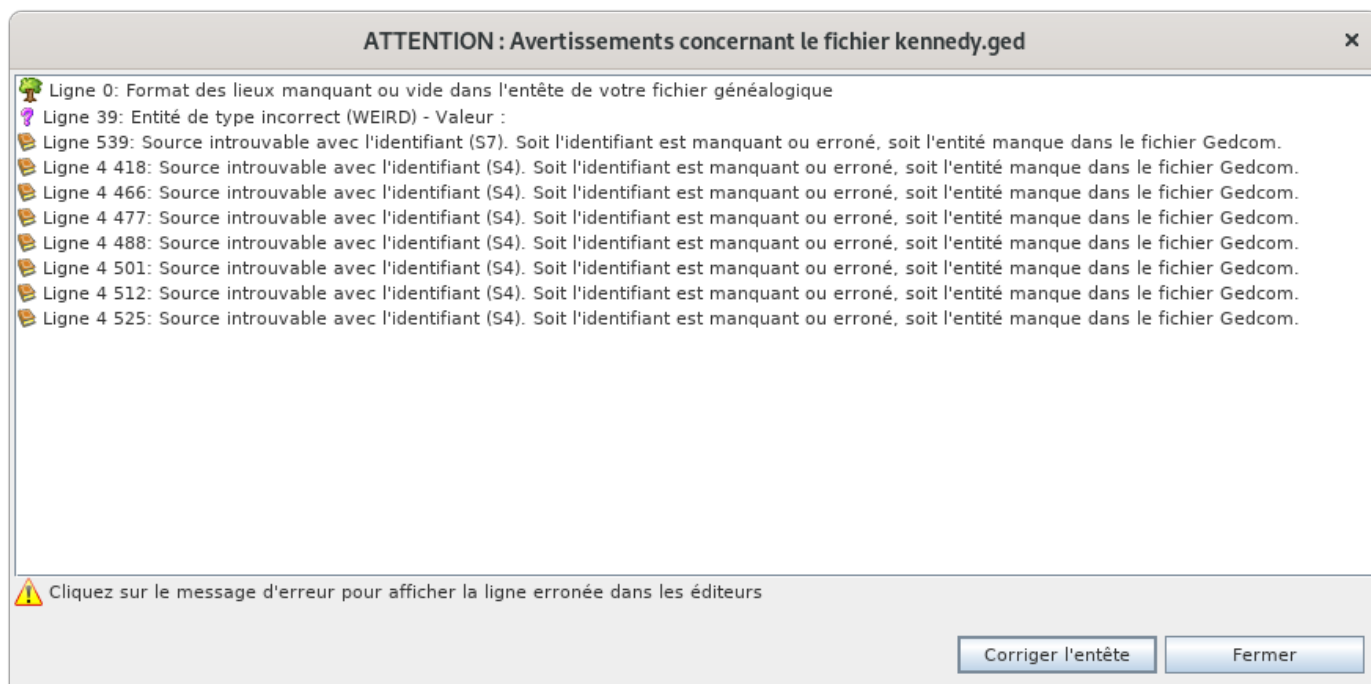 ATTENTION : Avertissements concernant le fichier kennedy.ged
Ligne 0: Format des lieux manquant ou vide dans l'entête de votre fichier généalogique
Ligne 39: Entité de type incorrect (WEIRD) - Valeur :
Ligne 539: Source introuvable avec l'identifiant (S7). Soit l'identifiant est manquant ou erroné, soit l'entité manque dans le fichier Gedcom.
Ligne 4 418: Source introuvable avec l'identifiant (S4). Soit l'identifiant est manquant ou erroné, soit l'entité manque dans le fichier Gedcom.
Ligne 4 466: Source introuvable avec l'identifiant (S4). Soit l'identifiant est manquant ou erroné, soit l'entité manque dans le fichier Gedcom.
Ligne 4 477: Source introuvable avec l'identifiant (S4). Soit l'identifiant est manquant ou erroné, soit l'entité manque dans le fichier Gedcom.
Ligne 4 488: Source introuvable avec l'identifiant (S4). Soit l'identifiant est manquant ou erroné, soit l'entité manque dans le fichier Gedcom.
Ligne 4 501: Source introuvable avec l'identifiant (S4). Soit l'identifiant est manquant ou erroné, soit l'entité manque dans le fichier Gedcom.
Ligne 4 512: Source introuvable avec l'identifiant (S4). Soit l'identifiant est manquant ou erroné, soit l'entité manque dans le fichier Gedcom.
Ligne 4 525: Source introuvable avec l'identifiant (S4). Soit l'identifiant est manquant ou erroné, soit l'entité manque dans le fichier Gedcom.
Cliquez sur le message d'erreur pour afficher la ligne erronée dans les éditeurs
Corriger l'entête
Fermer